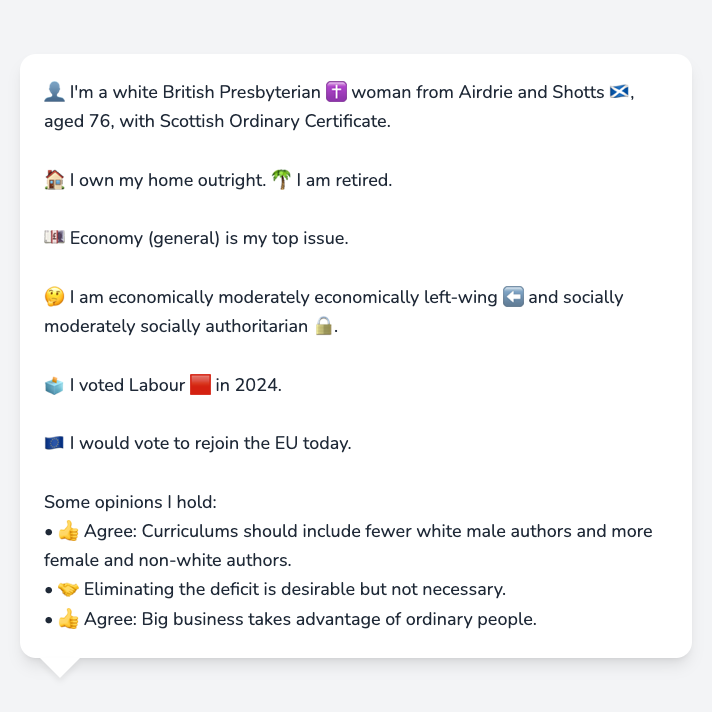 👤 I'm a white British Presbyterian ✝️ woman from Airdrie and Shotts 🏴󠁧󠁢󠁳󠁣󠁴󠁿,
aged 76, with Scottish Ordinary Certificate.
🏠 I own my home outright. 🌴 I am retired.
💷 Economy (general) is my top issue.
🤔 I am economically moderately economically left-wing ⬅️ and socially
moderately socially authoritarian 🔒.
🗳️ I voted Labour 🟥 in 2024.
🇪🇺 I would vote to rejoin the EU today.
Some opinions I hold:
• 👍 Agree: Curriculums should include fewer white male authors and more
female and non-white authors.
• 🤝 Eliminating the deficit is desirable but not necessary.
• 👍 Agree: Big business takes advantage of ordinary people.